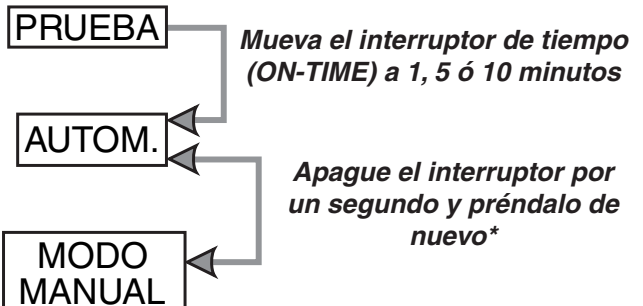 PRUEBA
Mueva el interruptor de tiempo
(ON-TIME) a 1, 5 ó 10 minutos
AUTOM.
Apague el interruptor por
un segundo y préndalo de
nuevo*
MODO
MANUAL